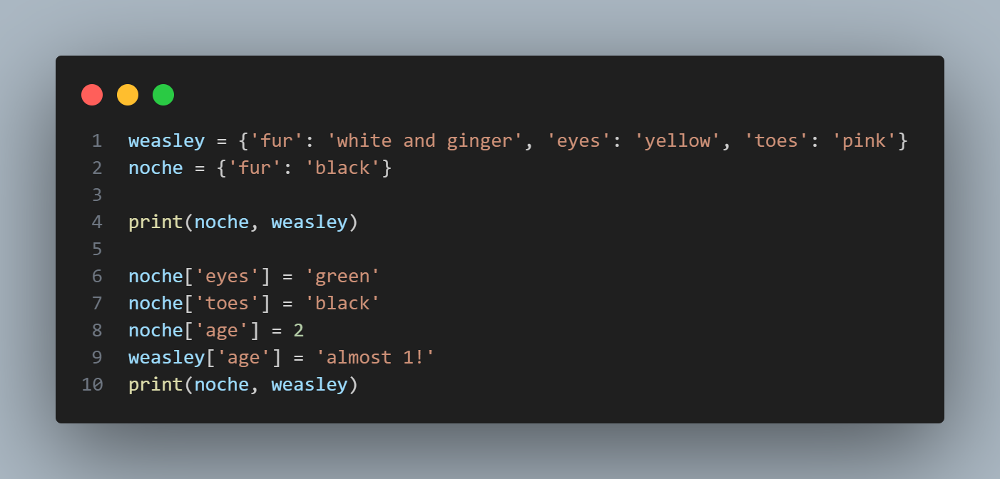 1 weasley = {'fur': 'white and ginger', 'eyes': 'yellow', 'toes': 'pink'}
2 noche = {'fur': 'black'}
3
4 print(noche, weasley)
5
6 noche['eyes'] = 'green'
7 noche['toes'] = 'black'
8 noche['age'] = 2
9 weasley['age'] = 'almost 1!'
10 print(noche, weasley)